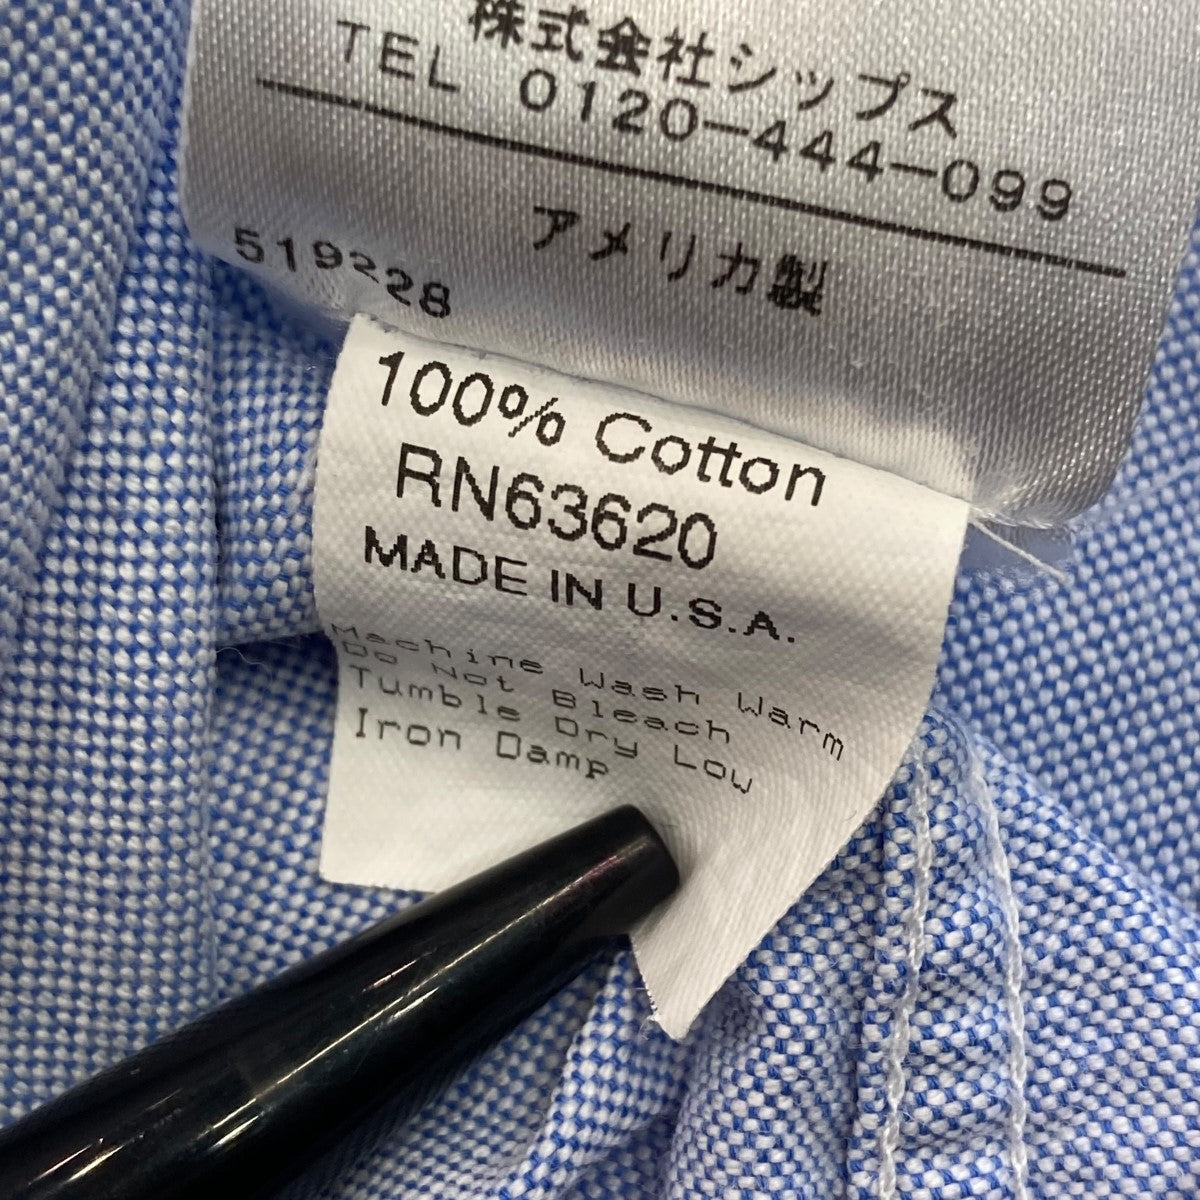 株式会社シップス
TEL 0120-444-099
アメリカ製
519228
100% Cotton
RN63620
MADE IN U.S.A.
Machine Wash Warm
Do Not Bleach
Tumble Dry Low
Iron Damp